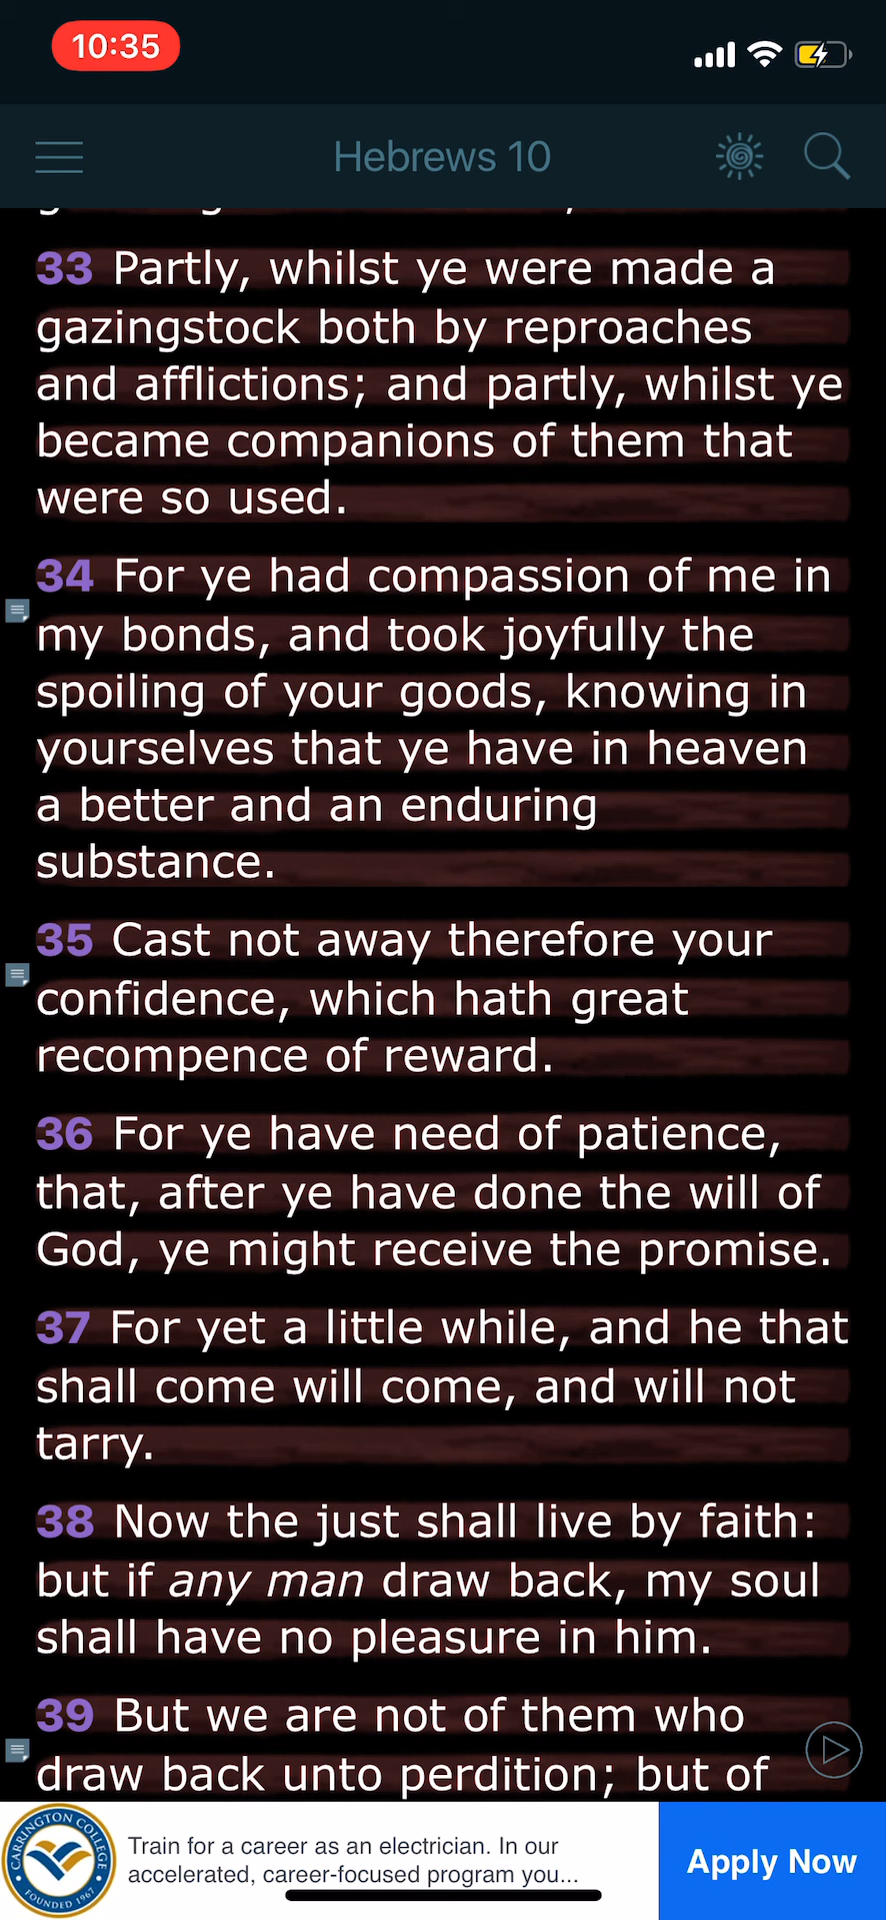 10:35
Hebrews 10
33 Partly, whilst ye were made a
gazingstock both by reproaches
and afflictions; and partly, whilst ye
became companions of them that
were so used.
34 For ye had compassion of me in
my bonds, and took joyfully the
spoiling of your goods, knowing in
yourselves that ye have in heaven
a better and an enduring
substance.
35 Cast not away therefore your
confidence, which hath great
recompence of reward.
36 For ye have need of patience,
that, after ye have done the will of
God, ye might receive the promise.
37 For yet a little while, and he that
shall come will come, and will not
tarry.
38 Now the just shall live by faith:
but if any man draw back, my soul
shall have no pleasure in him.
39 But we are not of them who
draw back unto perdition; but of
CARRINGTON COLLEGE
FOUNDED 1967
Train for a career as an electrician. In our
accelerated, career-focused program you...
Apply Now